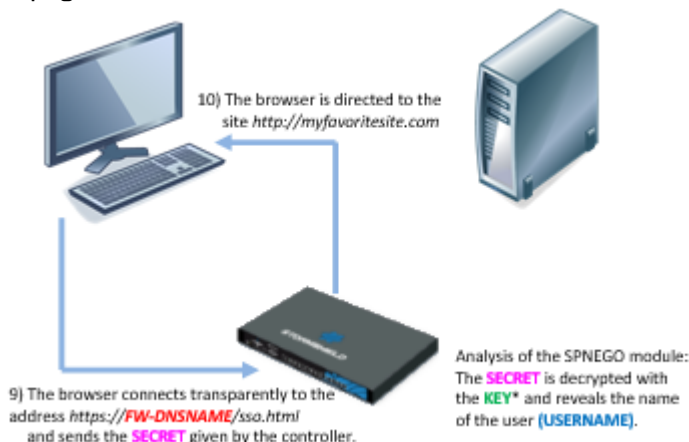 10) The browser is directed to the
site http://myfavoritesite.com
STORMSHIELD
Analysis of the SPNEGO module:
The SECRET is decrypted with
the KEY* and reveals the name
of the user (USERNAME).
9) The browser connects transparently to the
address https://FW-DNSNAME/sso.html
and sends the SECRET given by the controller.